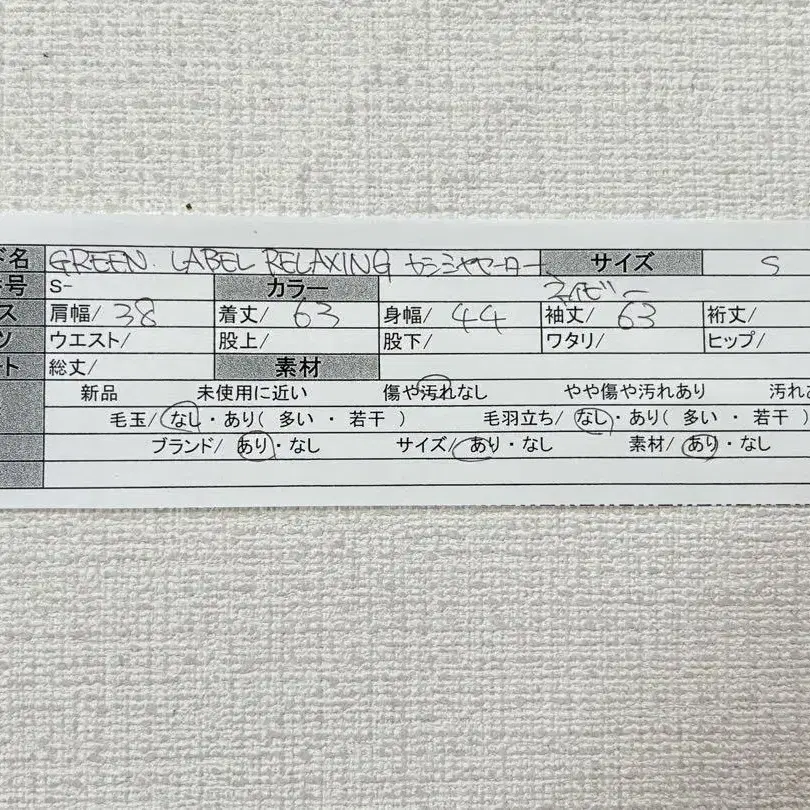 ド名 GREEN LABEL RELAXING カシミヤセーター サイズ S
番号 S- カラー ネイビー
ス 肩幅/ 38 着丈/ 63 身幅/ 44 袖丈/ 63 裄丈/
ツ ウエスト/ 股上/ 股下/ ワタリ/ ヒップ/
ート 総丈/ 素材
新品 未使用に近い 傷や汚れなし やや傷や汚れあり 汚れ
毛玉/ なし・あり( 多い ・ 若干 ) 毛羽立ち/ なし・あり( 多い ・ 若干 )
ブランド/ あり・なし サイズ/ あり・なし 素材/ あり・なし